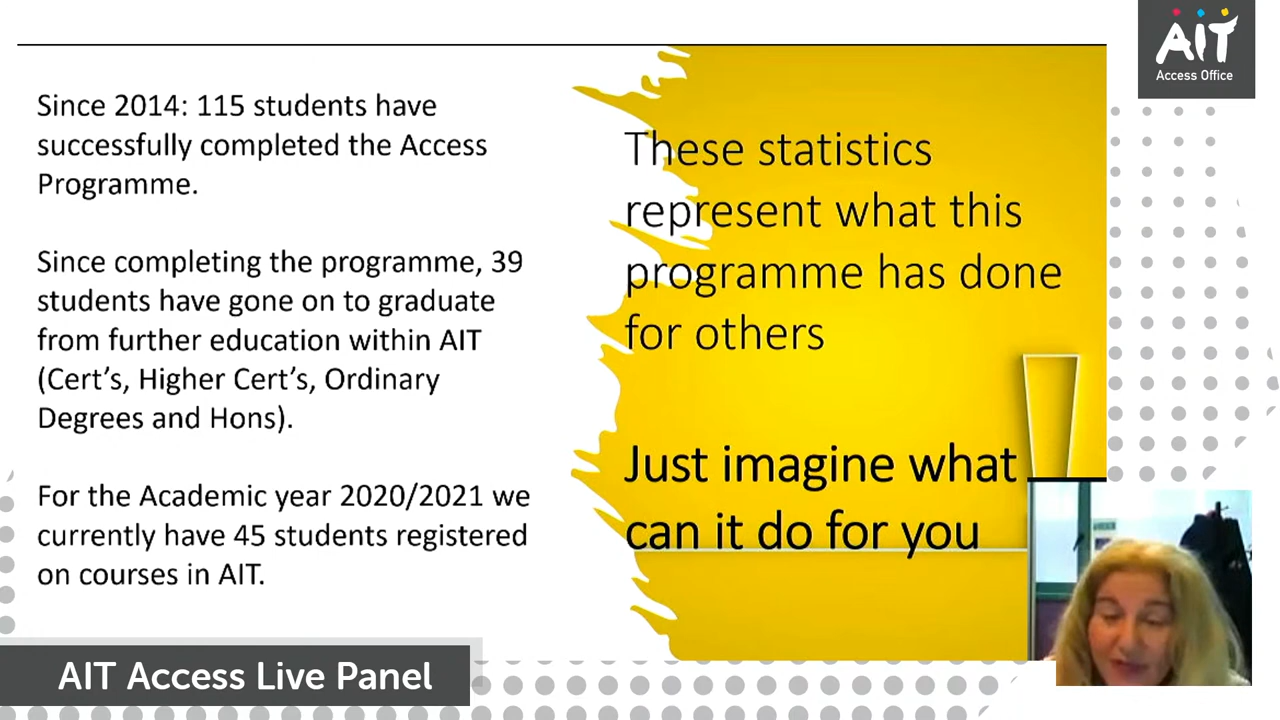 Since 2014: 115 students have
successfully completed the Access
Programme.
Since completing the programme, 39
students have gone on to graduate
from further education within AIT
(Cert’s, Higher Cert’s, Ordinary
Degrees and Hons).
For the Academic year 2020/2021 we
currently have 45 students registered
on courses in AIT.
These statistics
represent what this
programme has done
for others
Just imagine what
can it do for you
AIT
Access Office
AIT Access Live Panel